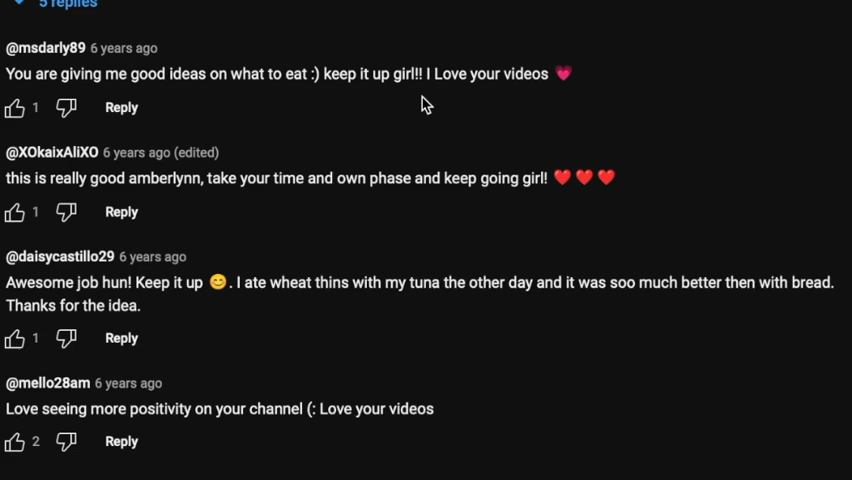 5 replies
@msdarly89 6 years ago
You are giving me good ideas on what to eat :) keep it up girl!! I Love your videos 💗
1 Reply
@XOkaixAliXO 6 years ago (edited)
this is really good amberlynn, take your time and own phase and keep going girl! ❤️ ❤️ ❤️
1 Reply
@daisycastillo29 6 years ago
Awesome job hun! Keep it up 😊. I ate wheat thins with my tuna the other day and it was soo much better then with bread.
Thanks for the idea.
1 Reply
@mello28am 6 years ago
Love seeing more positivity on your channel (: Love your videos
2 Reply